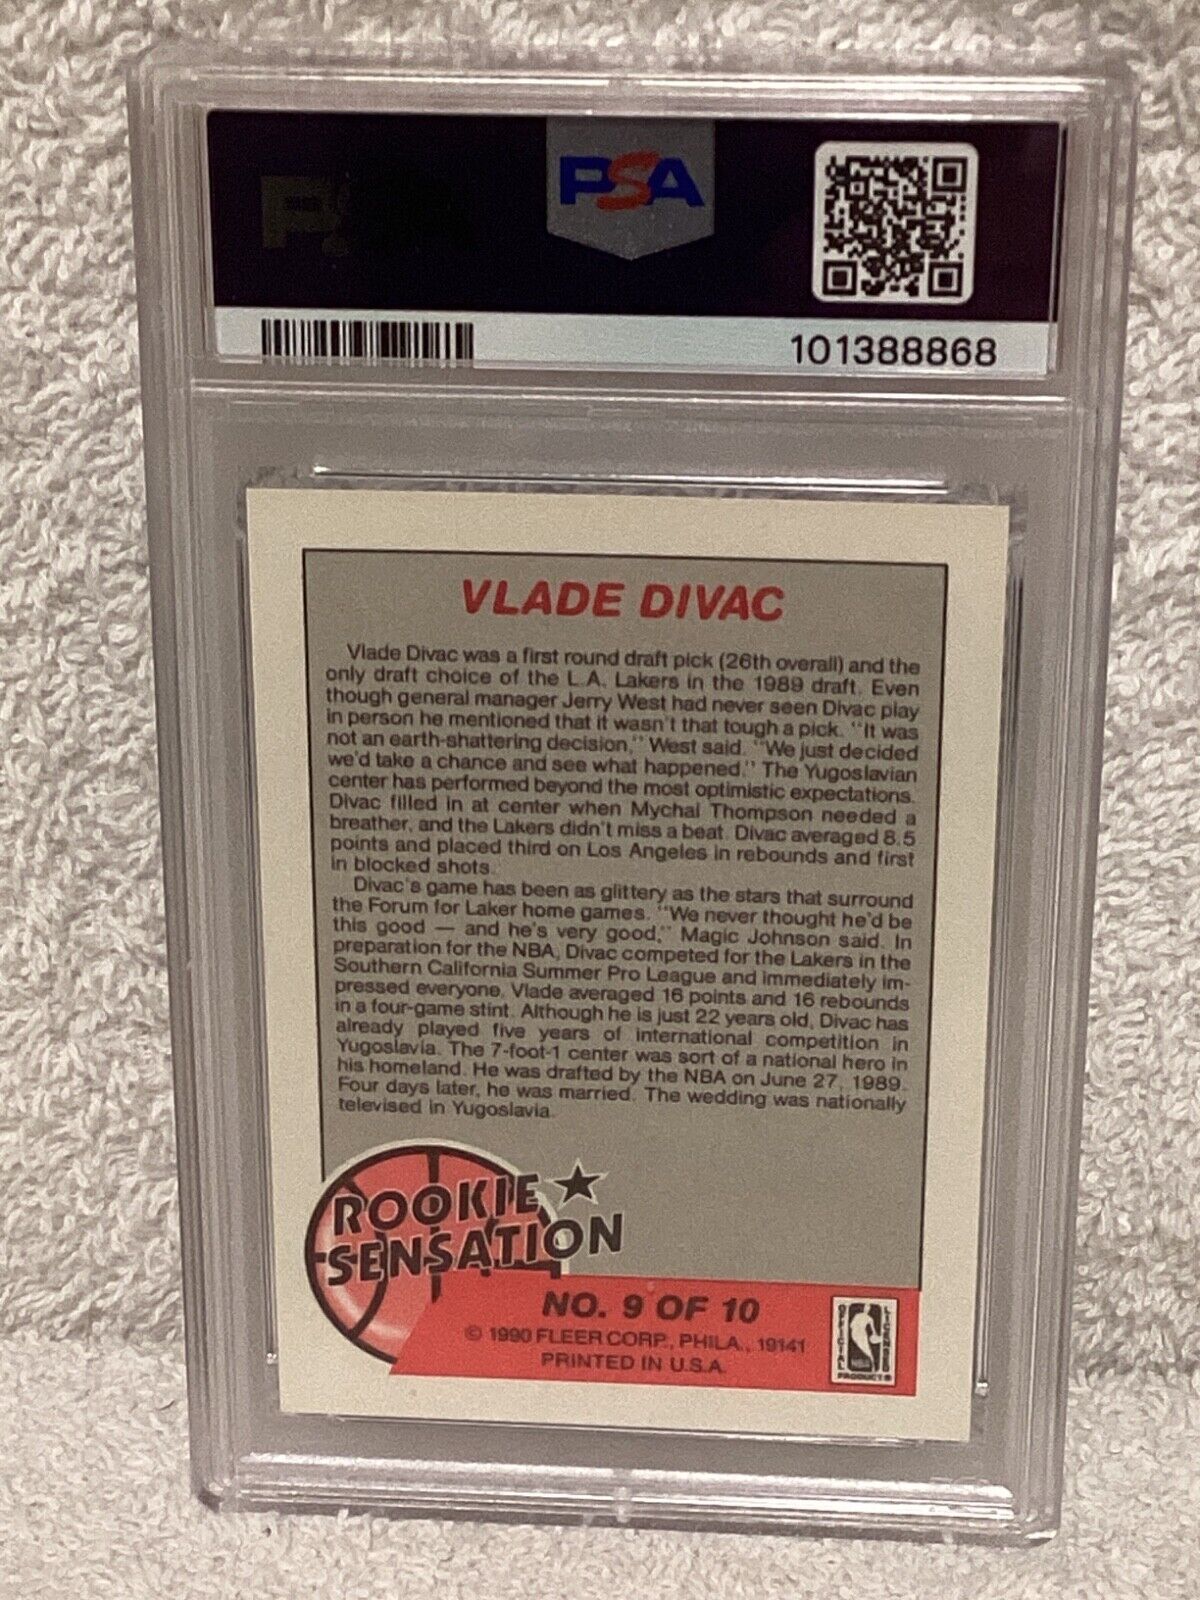 PSA
101388868
VLADE DIVAC
Vlade Divac was a first round draft pick (26th overall) and the
only draft choice of the L.A. Lakers in the 1989 draft. Even
though general manager Jerry West had never seen Divac play
in person he mentioned that it wasn't that tough a pick. "It was
not an earth-shattering decision," West said. "We just decided
we'd take a chance and see what happened." The Yugoslavian
center has performed beyond the most optimistic expectations.
Divac filled in at center when Mychal Thompson needed a
breather, and the Lakers didn't miss a beat. Divac averaged 8.5
points and placed third on Los Angeles in rebounds and first
in blocked shots.
Divac's game has been as glittery as the stars that surround
the Forum for Laker home games. "We never thought he'd be
this good — and he's very good," Magic Johnson said. In
preparation for the NBA, Divac competed for the Lakers in the
Southern California Summer Pro League and immediately im-
pressed everyone. Vlade averaged 16 points and 16 rebounds
in a four-game stint. Although he is just 22 years old, Divac has
already played five years of international competition in
Yugoslavia. The 7-foot-1 center was sort of a national hero in
his homeland. He was drafted by the NBA on June 27, 1989.
Four days later, he was married. The wedding was nationally
televised in Yugoslavia.
ROOKIE
SENSATION
NO. 9 OF 10
© 1990 FLEER CORP., PHILA., 19141
PRINTED IN U.S.A.
OFFICIAL
LICENSED
PRODUCT®